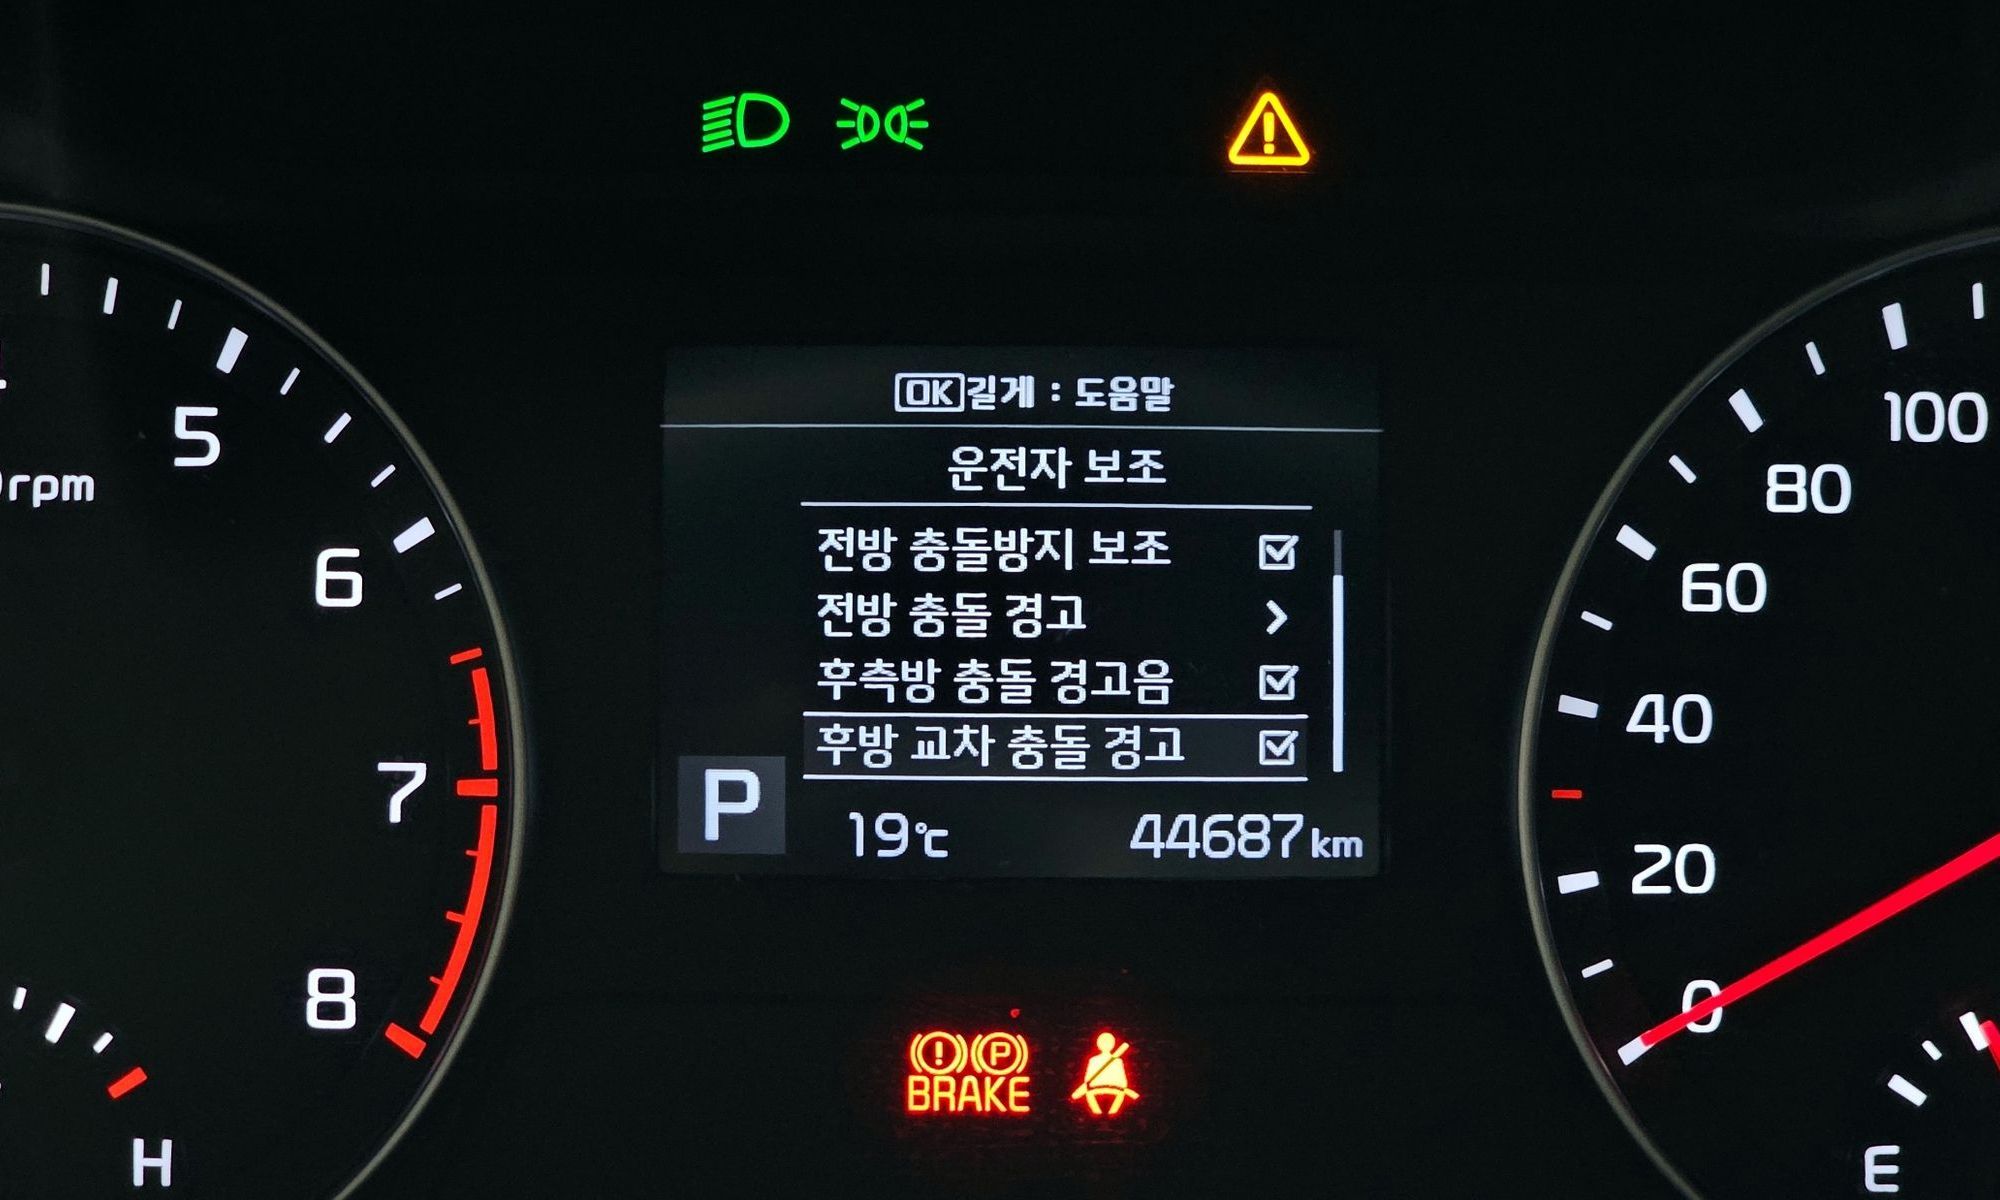 OK길게 : 도움말
운전자 보조
전방 충돌방지 보조
전방 충돌 경고
후측방 충돌 경고음
후방 교차 충돌 경고
P
19℃ 44687km
5
6
7
8
rpm
H
100
80
60
40
20
0
E
P
BRAKE